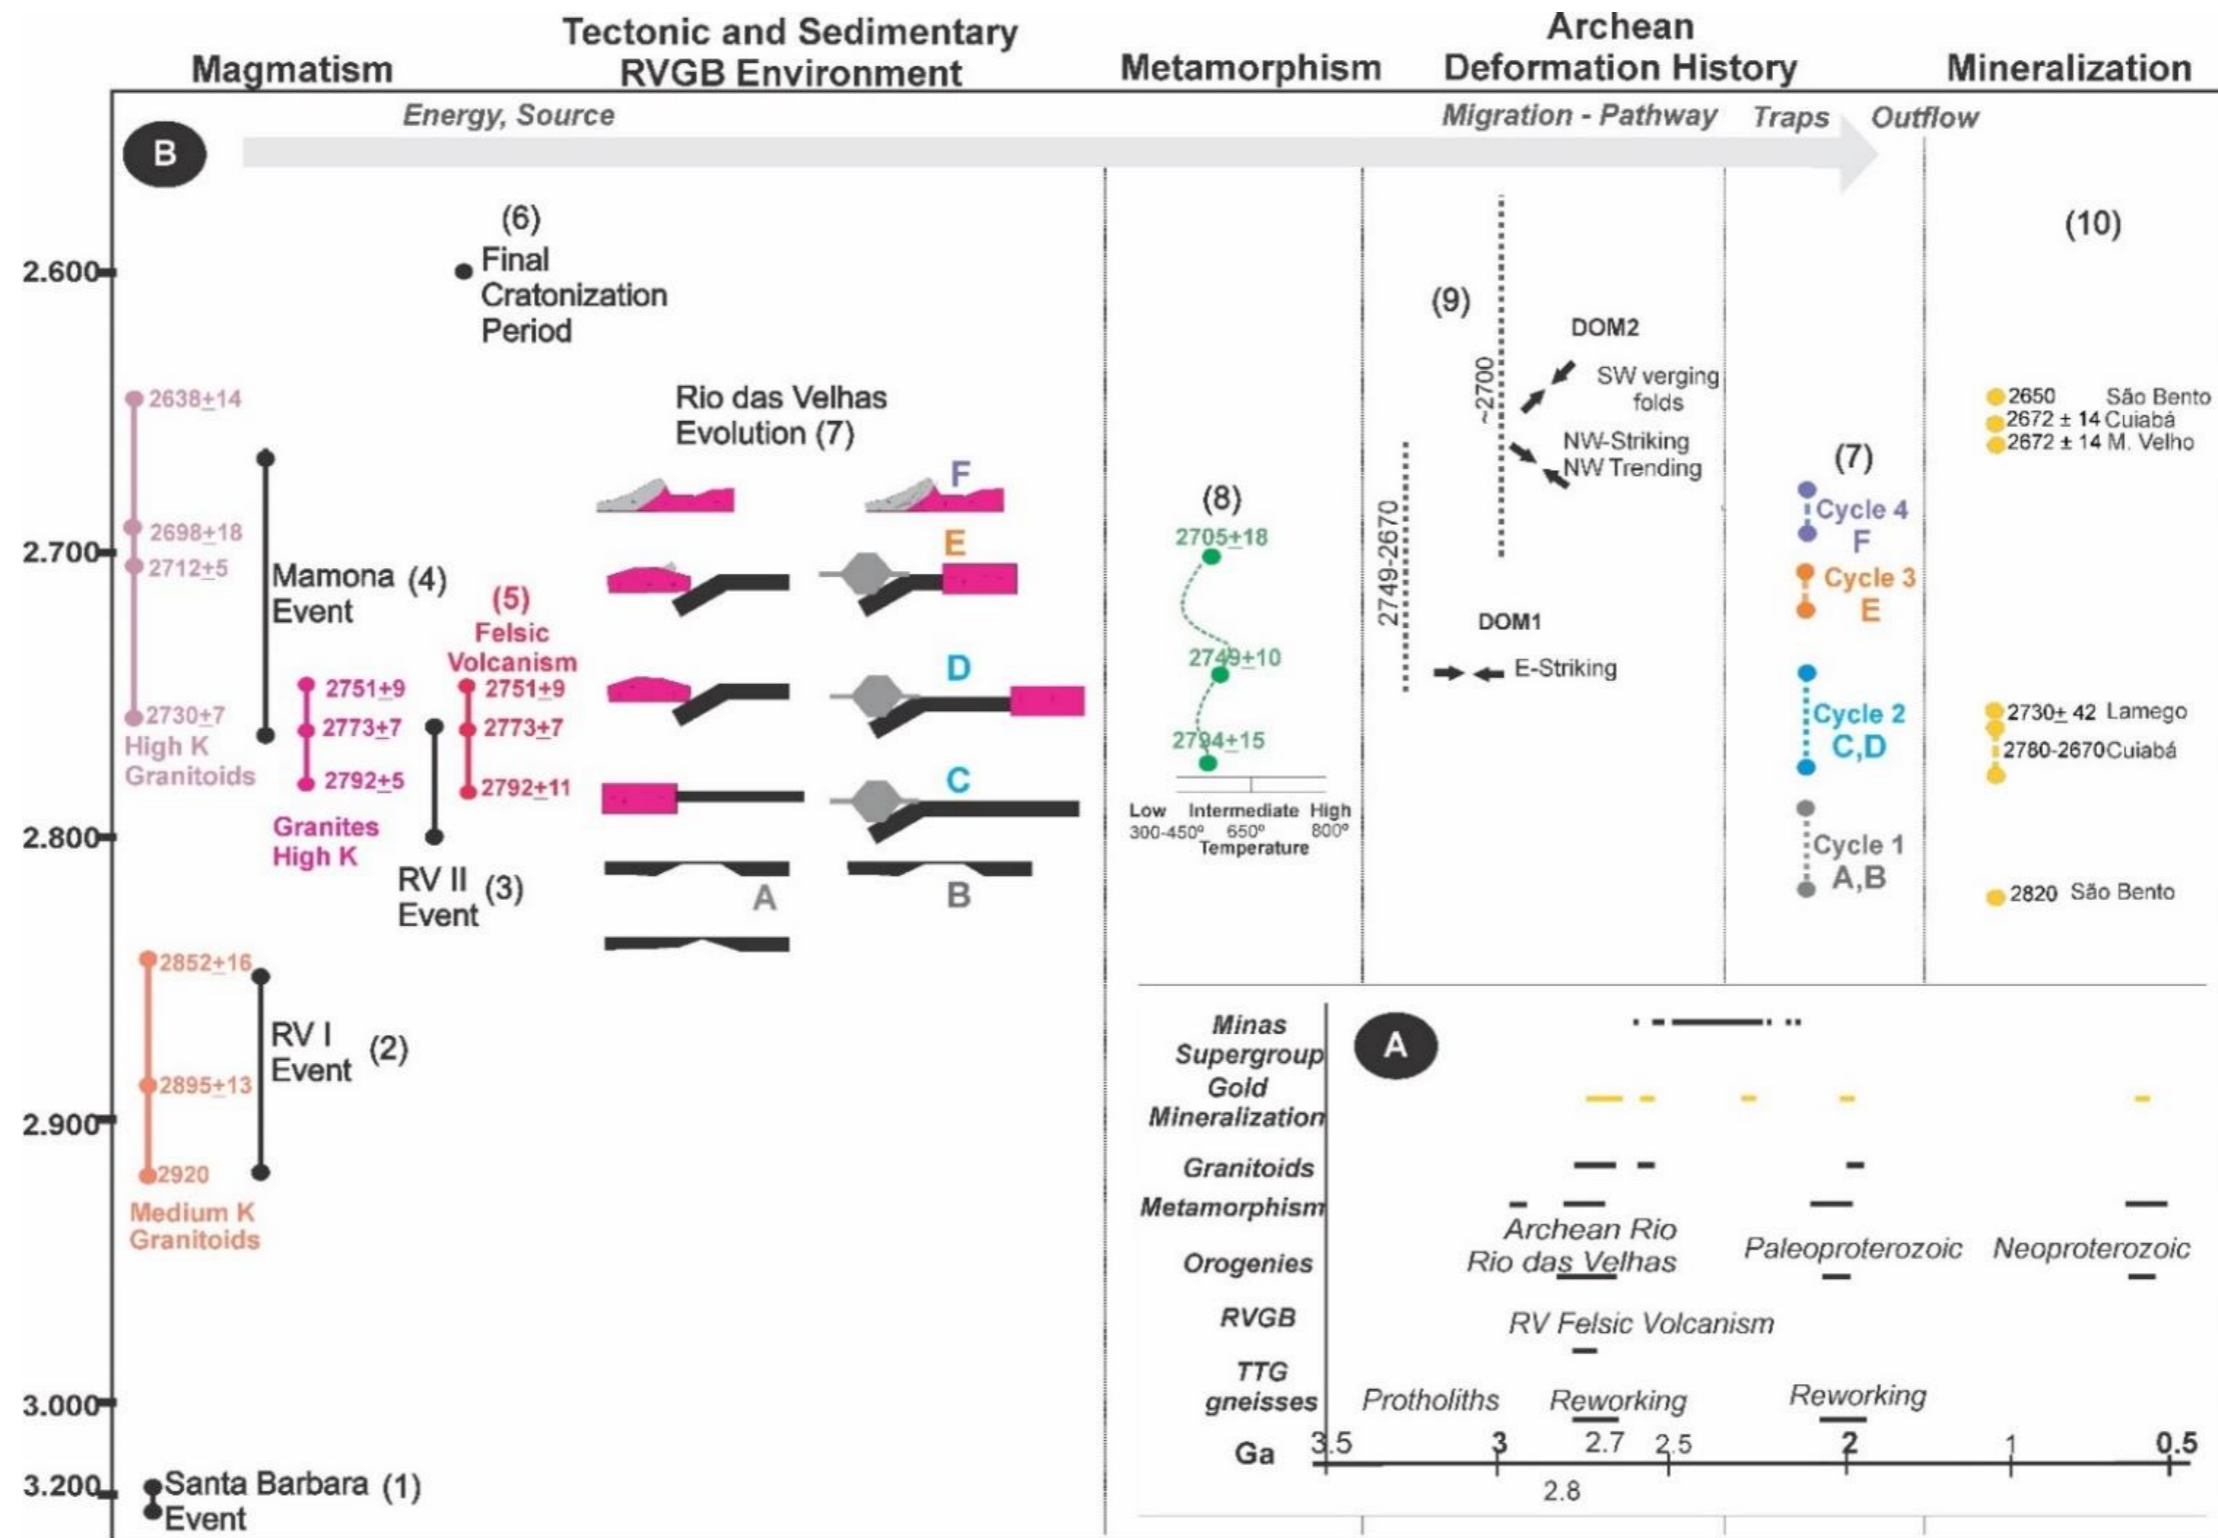 Magmatism
Tectonic and Sedimentary
RVGB Environment
Metamorphism
Archean
Deformation History
Mineralization
Energy, Source
Migration - Pathway
Traps
Outflow
B
2.600
2.700
2.800
2.900
3.000
3.200
(6)
Final
Cratonization
Period
2638±14
2698±18
2712±5
2730±7
High K
Granitoids
Mamona (4)
Event
2751±9
2773±7
2792±5
Granites
High K
(5)
Felsic
Volcanism
2751±9
2773±7
2792±11
RV II (3)
Event
2852±16
2895±13
2920
Medium K
Granitoids
RV I
Event
(2)
Santa Barbara (1)
Event
Rio das Velhas
Evolution (7)
F
E
D
C
A
B
(8)
2705±18
2749±10
2794±15
Low Intermediate High
300-450º 650º 800º
Temperature
(9)
~2700
2749-2670
DOM2
SW verging
folds
NW-Striking
NW Trending
DOM1
E-Striking
(7)
Cycle 4
F
Cycle 3
E
Cycle 2
C,D
Cycle 1
A,B
(10)
2650 São Bento
2672 ± 14 Cuiabá
2672 ± 14 M. Velho
2730± 42 Lamego
2780-2670 Cuiabá
2820 São Bento
A
Minas
Supergroup
Gold
Mineralization
Granitoids
Metamorphism
Orogenies
Archean Rio
Rio das Velhas
Paleoproterozoic
Neoproterozoic
RVGB
RV Felsic Volcanism
TTG
gneisses
Protholiths
Reworking
Reworking
Ga
3.5 3 2.7 2.5 2 1 0.5
2.8